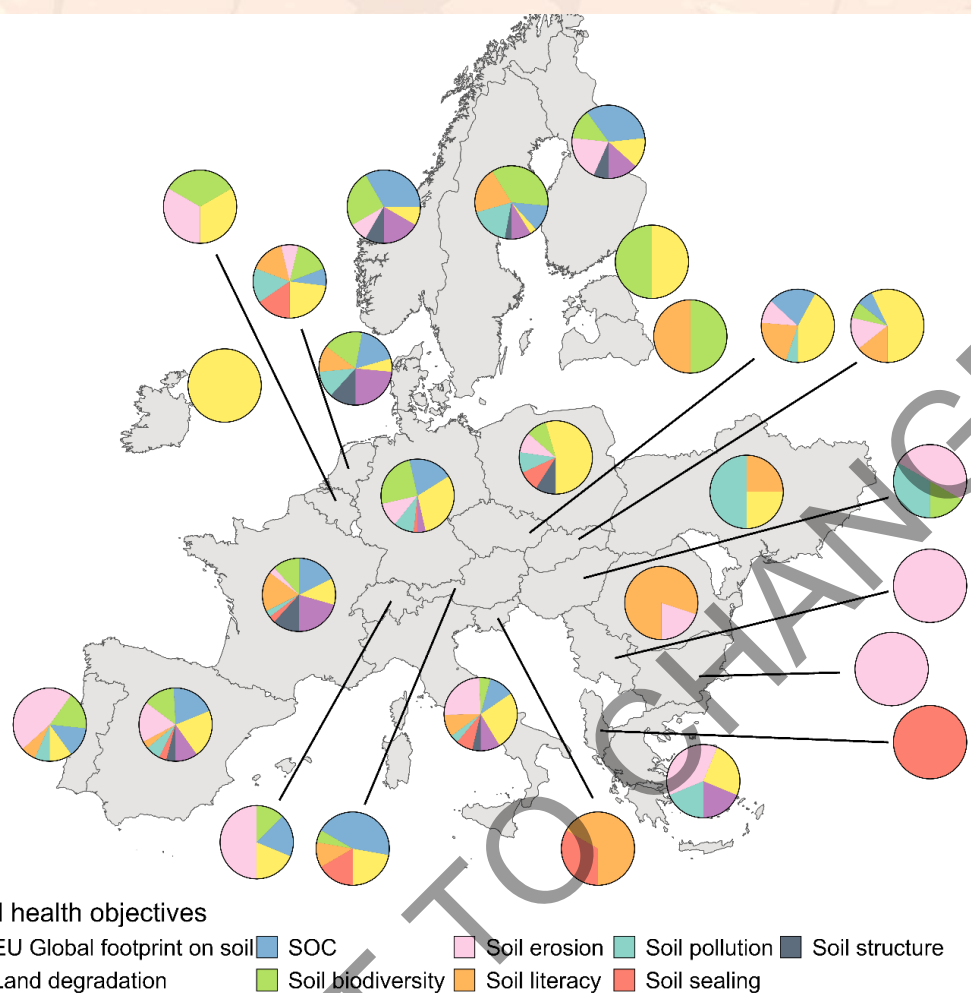 health objectives
EU Global footprint on soil SOC Soil erosion Soil pollution Soil structure
Land degradation Soil biodiversity Soil literacy Soil sealing
TO CHANG